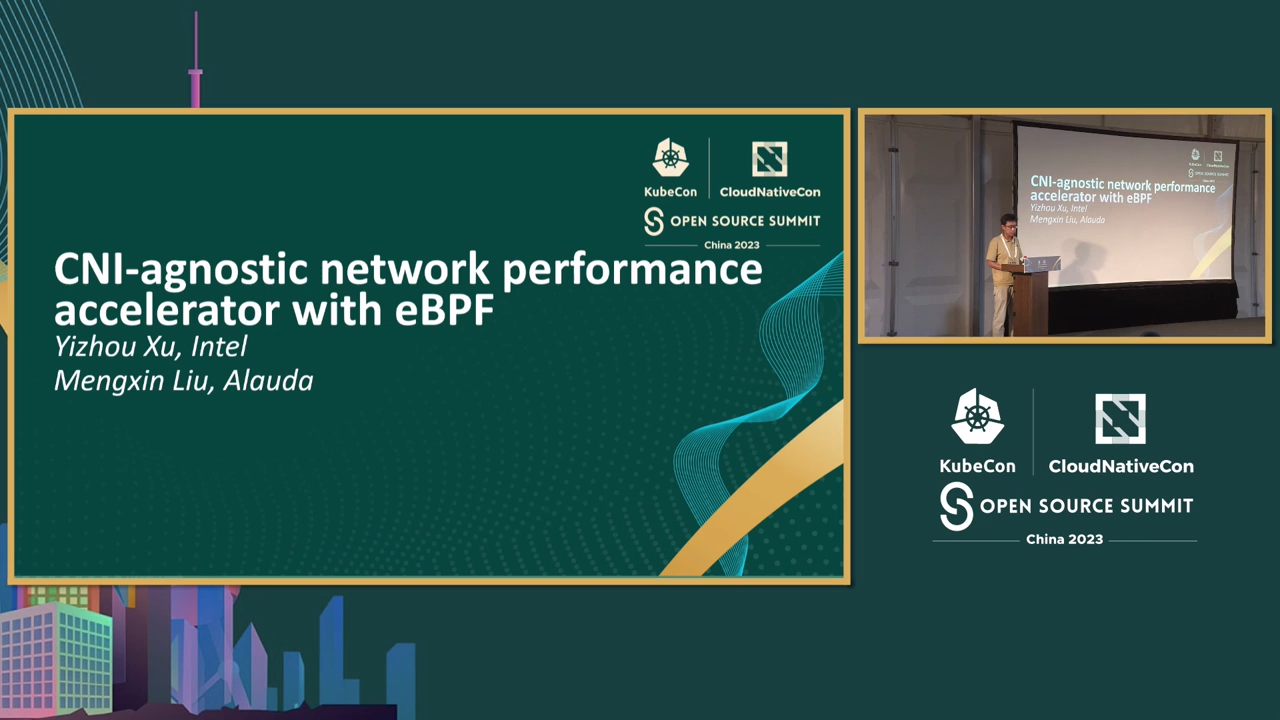 KubeCon
CloudNativeCon
OPEN SOURCE SUMMIT
China 2023
CNI-agnostic network performance
accelerator with eBPF
Yizhou Xu, Intel
Mengxin Liu, Alauda
CNI-agnostic network performance
accelerator with eBPF
Yizhou Xu, Intel
Mengxin Liu, Alauda
KubeCon
CloudNativeCon
OPEN SOURCE SUMMIT
China 2023